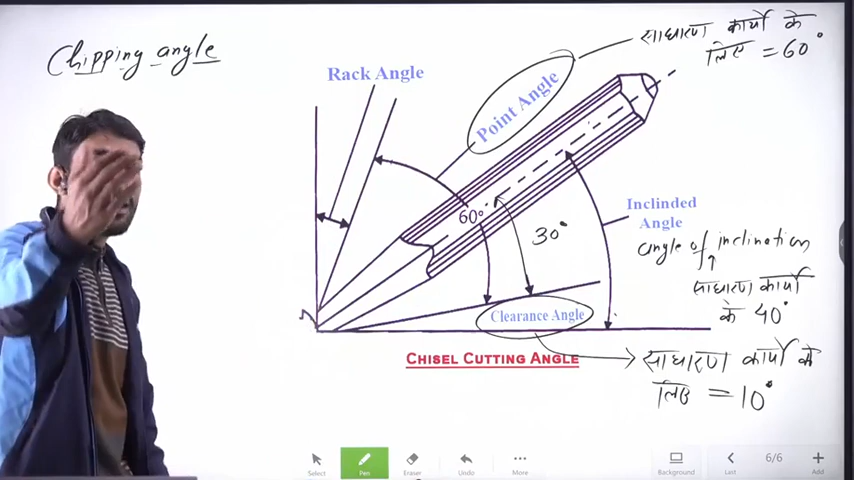 Chipping angle
साधारण कार्यो के
लिए = 60°
Rack Angle
Point Angle
60°
30°
Inclinded
Angle
angle of inclination
साधारण कार्यो
के 40°
Clearance Angle
CHISEL CUTTING ANGLE
साधारण कार्यो के
लिए = 10°
Select
Pen
Eraser
Undo
More
Background
Last
6/6
Add